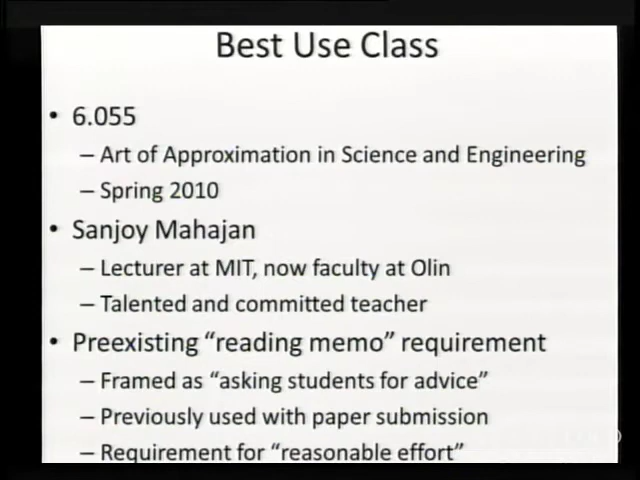 Best Use Class
• 6.055
– Art of Approximation in Science and Engineering
– Spring 2010
• Sanjoy Mahajan
– Lecturer at MIT, now faculty at Olin
– Talented and committed teacher
• Preexisting “reading memo” requirement
– Framed as “asking students for advice”
– Previously used with paper submission
– Requirement for “reasonable effort”